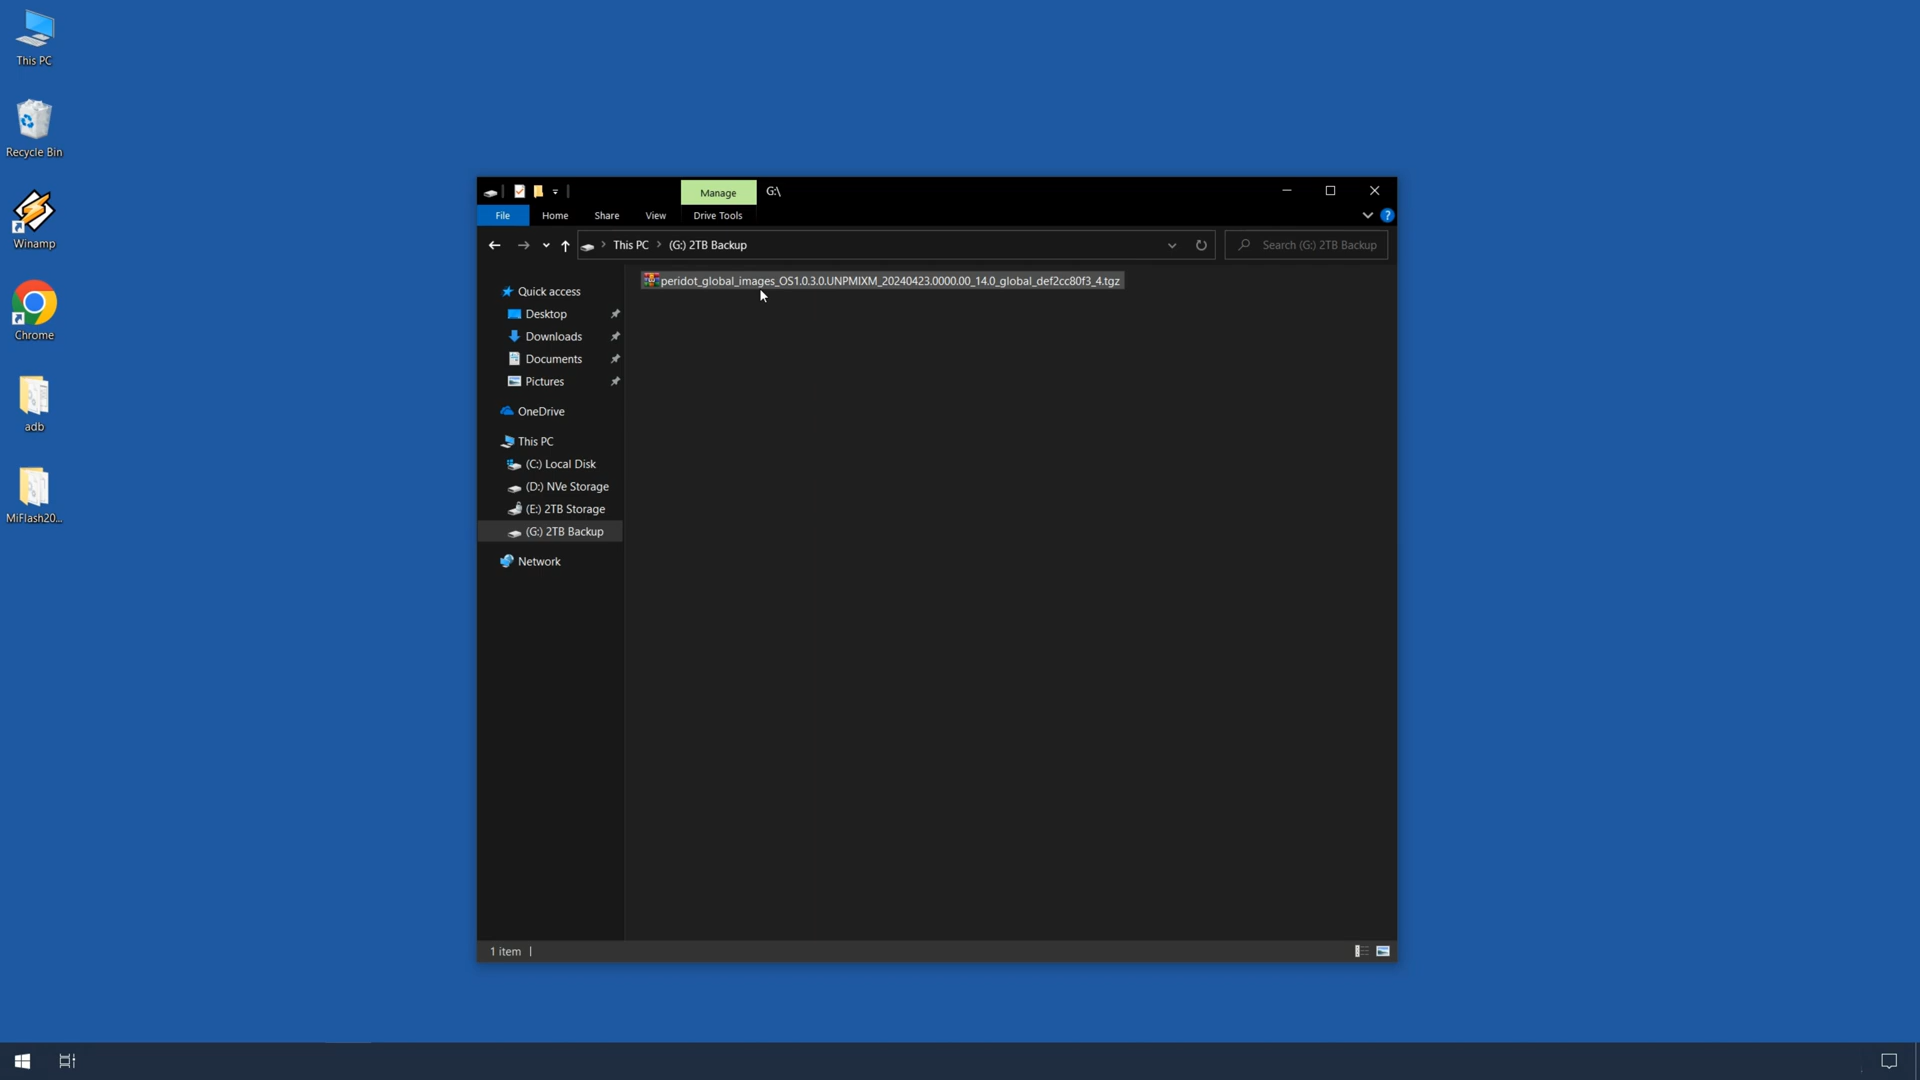 This PC
Recycle Bin
Winamp
Chrome
adb
MiFlash20...
Manage
G:\
File
Home
Share
View
Drive Tools
This PC
(G:) 2TB Backup
Search (G:) 2TB Backup
peridot_global_images_OS1.0.3.0.UNPMIXM_20240423.0000.00_14.0_global_def2cc80f3_4.tgz
Quick access
Desktop
Downloads
Documents
Pictures
OneDrive
This PC
(C:) Local Disk
(D:) NVe Storage
(E:) 2TB Storage
(G:) 2TB Backup
Network
1 item